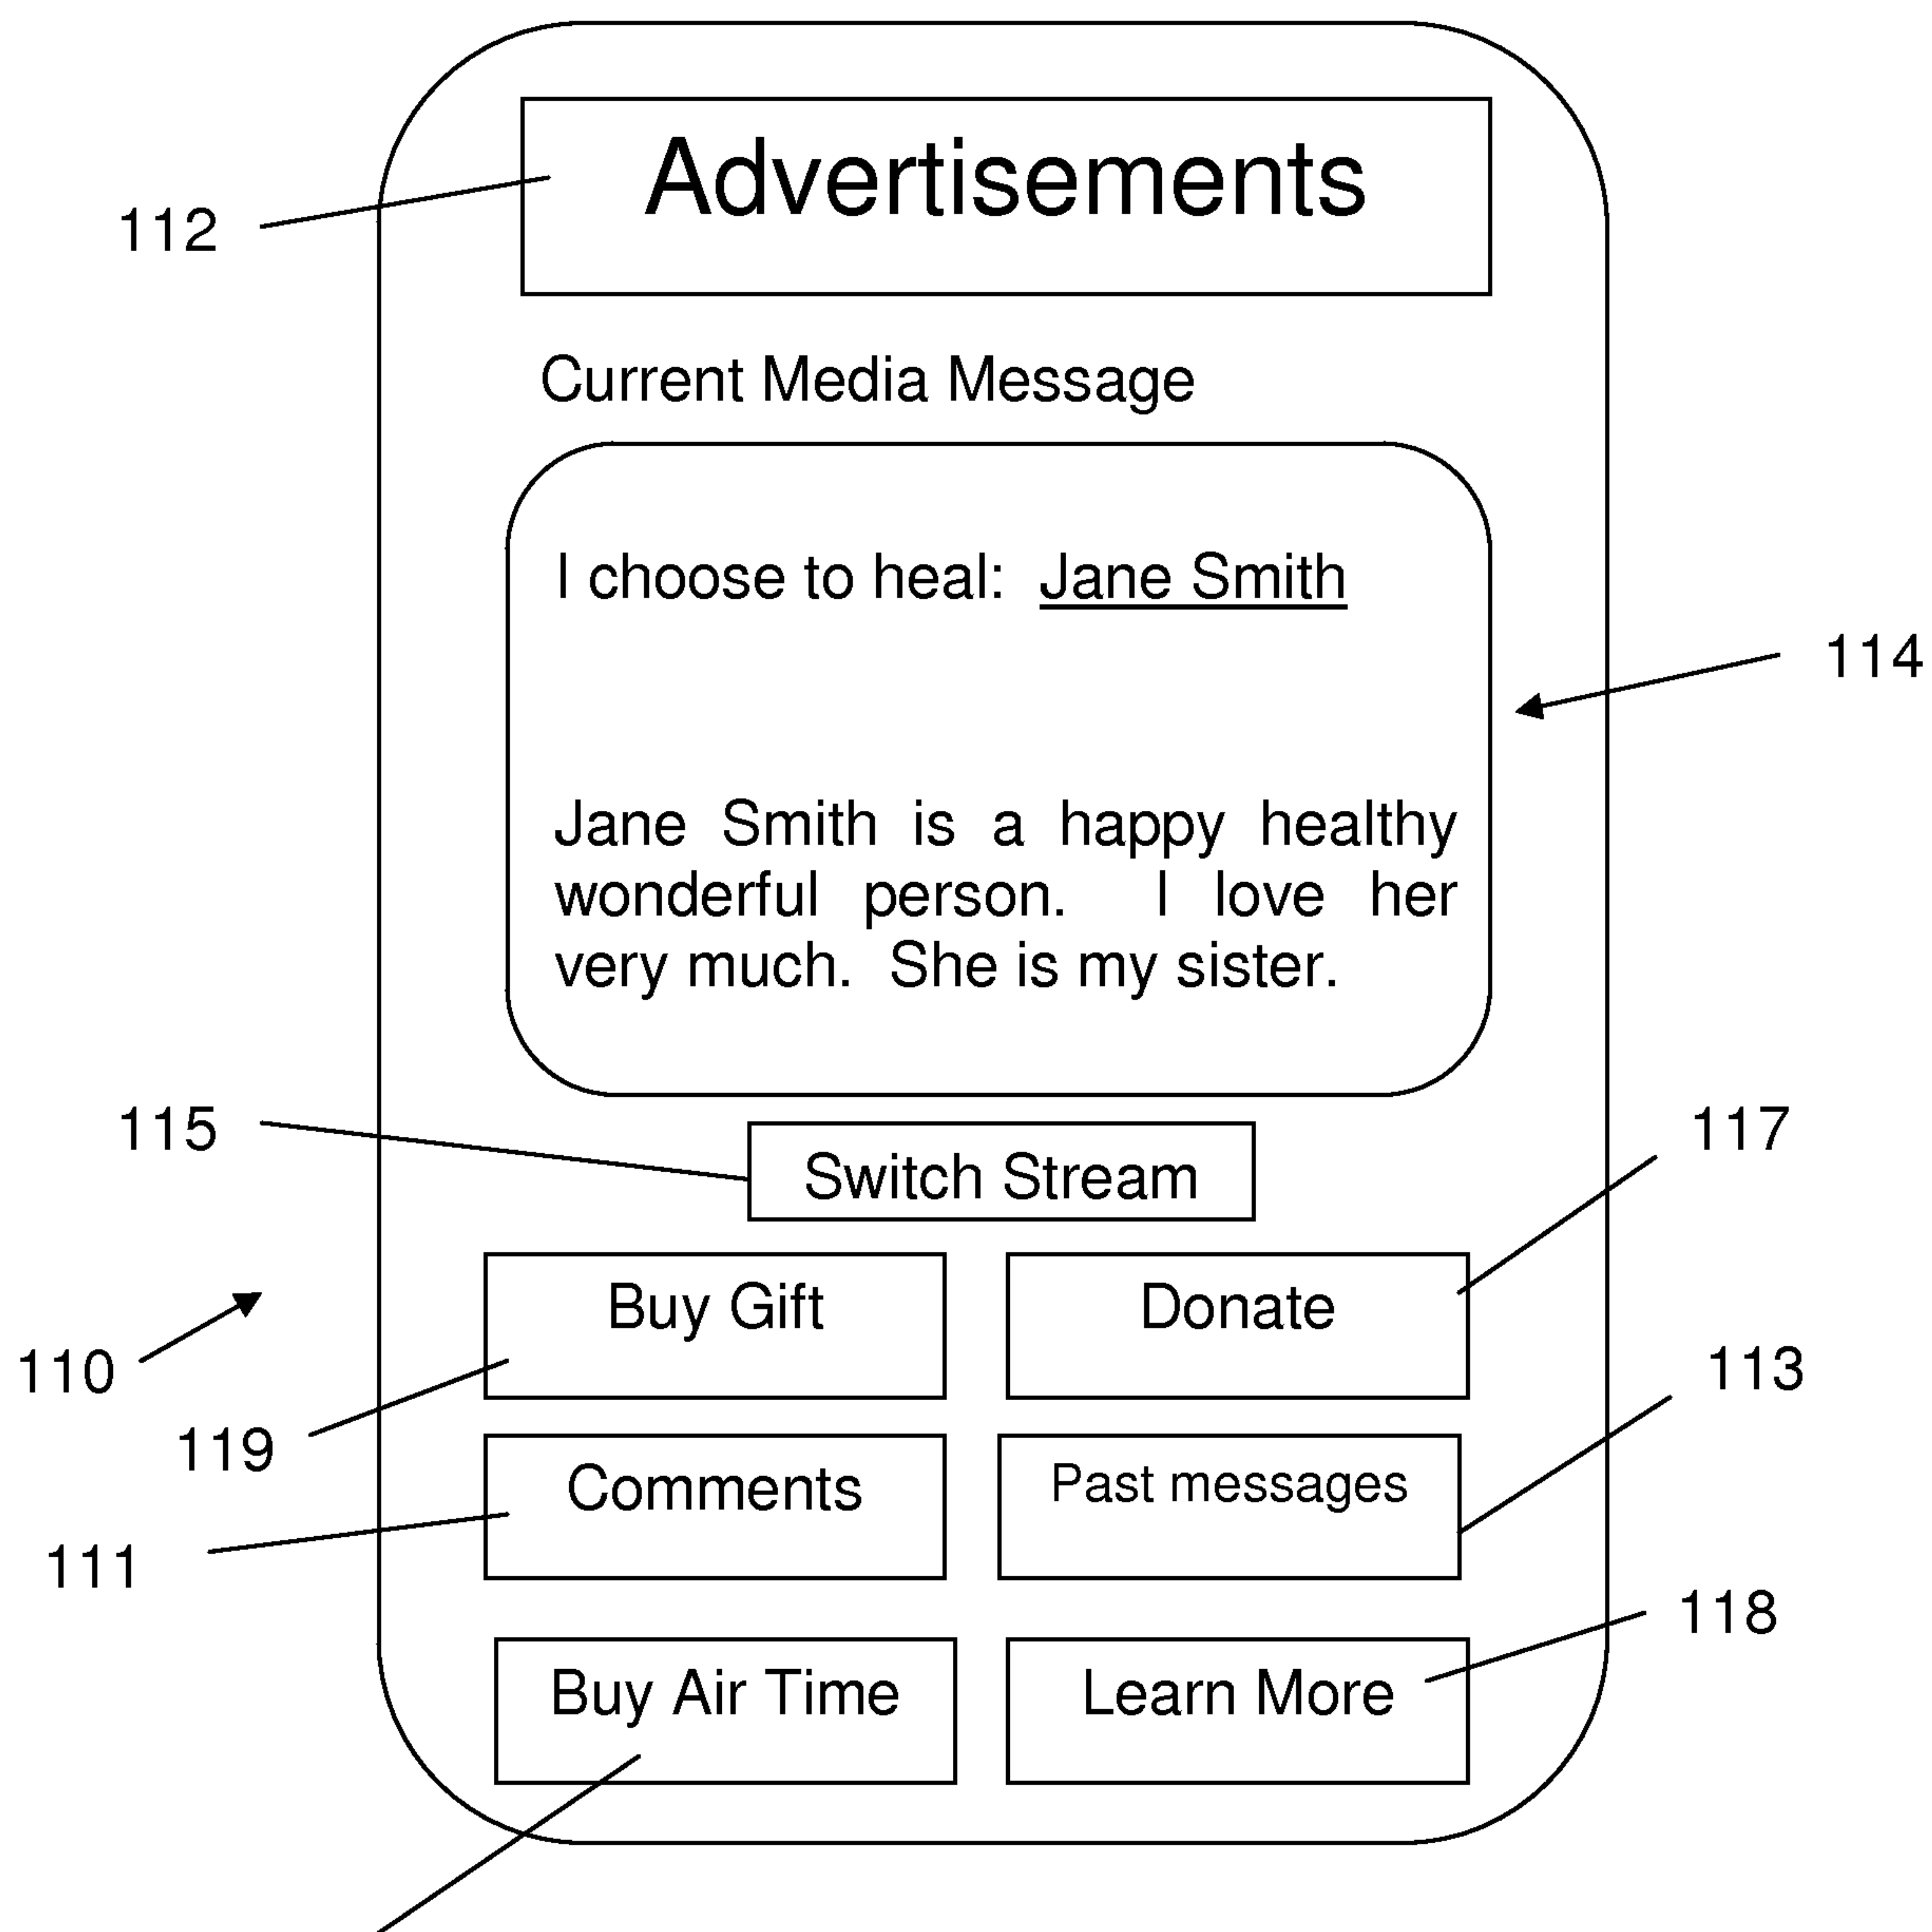 Advertisements
112
Current Media Message
I choose to heal: Jane Smith
114
Jane Smith is a happy healthy
wonderful person. I love her
very much. She is my sister.
115
117
Switch Stream
Buy Gift
Donate
110
113
119
Comments
Past messages
111
118
Buy Air Time
Learn More